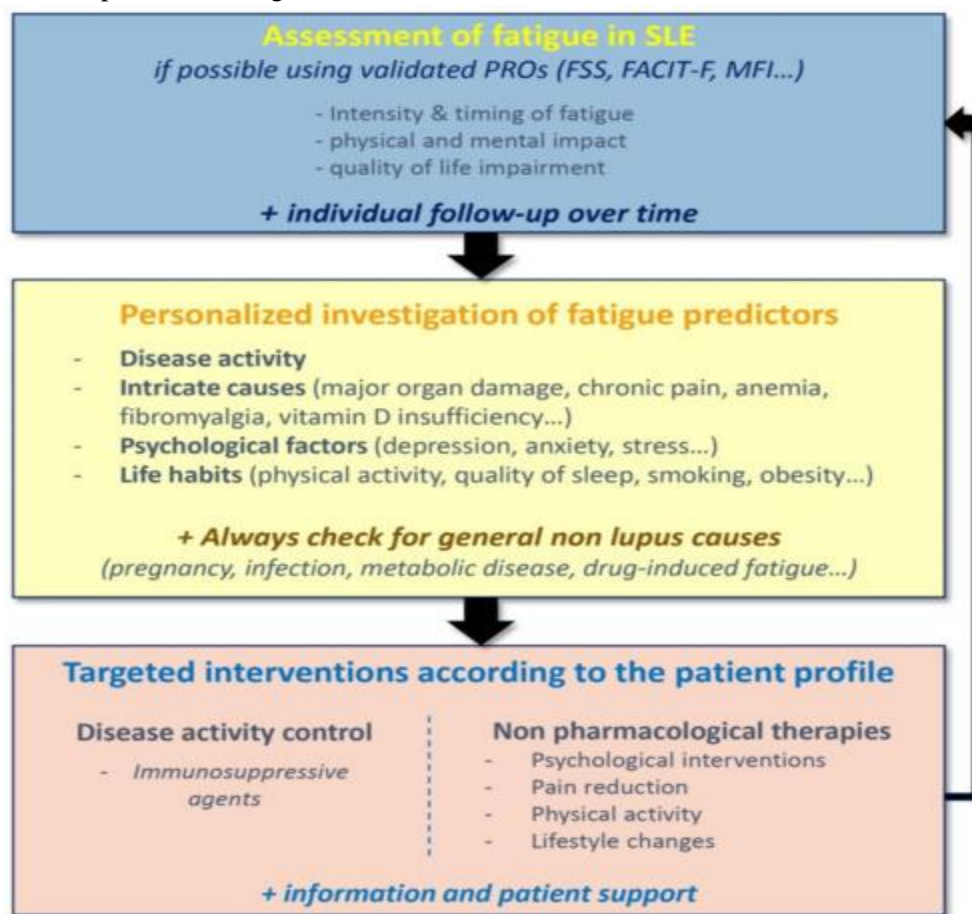 Assessment of fatigue in SLE
if possible using validated PROs (FSS, FACIT-F, MFI...)
- Intensity & timing of fatigue
- physical and mental impact
- quality of life impairment
+ individual follow-up over time
Personalized investigation of fatigue predictors
- Disease activity
- Intricate causes (major organ damage, chronic pain, anemia,
fibromyalgia, vitamin D insufficiency...)
- Psychological factors (depression, anxiety, stress...)
- Life habits (physical activity, quality of sleep, smoking, obesity...)
+ Always check for general non lupus causes
(pregnancy, infection, metabolic disease, drug-induced fatigue...)
Targeted interventions according to the patient profile
Disease activity control
- Immunosuppressive
agents
Non pharmacological therapies
- Psychological interventions
- Pain reduction
- Physical activity
- Lifestyle changes
+ information and patient support